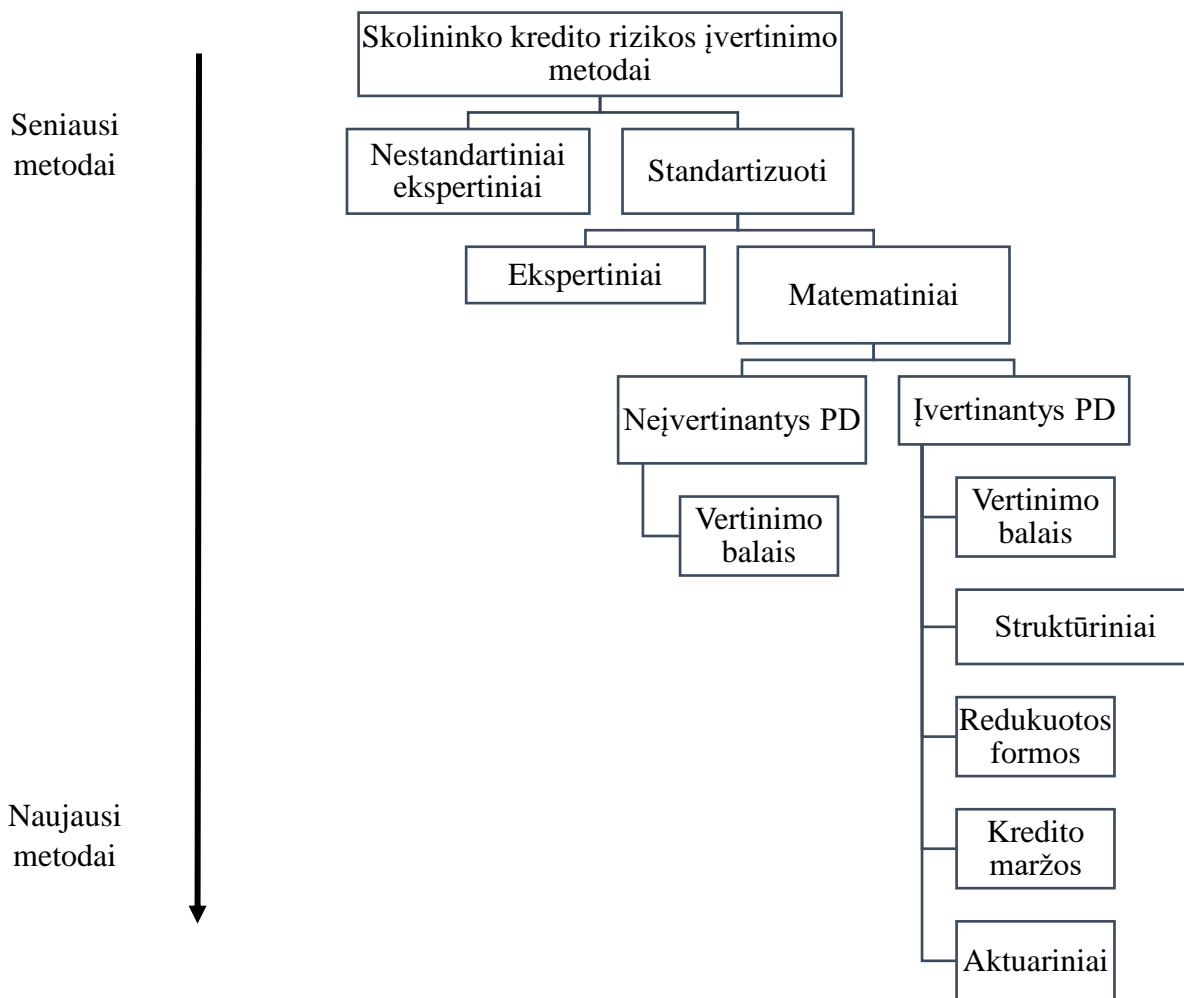 Skolininko kredito rizikos įvertinimo
metodai
Seniausi
metodai
Nestandartiniai
ekspertiniai
Standartizuoti
Ekspertiniai
Matematiniai
Neįvertinantys PD
Įvertinantys PD
Vertinimo
balais
Vertinimo
balais
Struktūriniai
Redukuotos
formos
Naujausi
metodai
Kredito
maržos
Aktuariniai